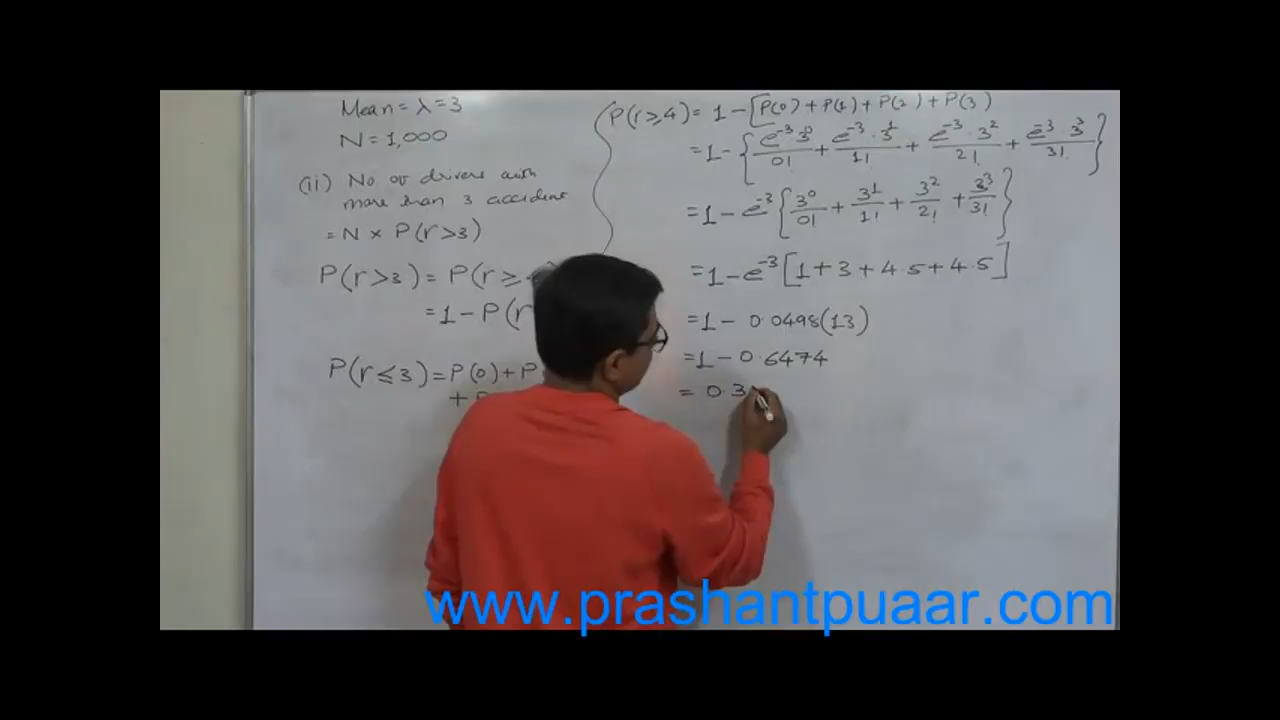 Mean = λ = 3
N = 1,000
(ii) No of drivers with
more than 3 accident
= N × P(r > 3)
P(r > 3) = P(r ≥
= 1 − P(r
P(r ≤ 3) = P(0) + P
+
P(r ≥ 4) = 1 − [P(0) + P(1) + P(2) + P(3)
= 1 − { e⁻³ 3⁰/0! + e⁻³ · 3¹/1! + e⁻³ · 3²/2! + e⁻³ · 3³/3! }
= 1 − e⁻³ { 3⁰/0! + 3¹/1! + 3²/2! + 3³/3! }
= 1 − e⁻³ [1 + 3 + 4.5 + 4.5]
= 1 − 0.0498(13)
= 1 − 0.6474
= 0.3
www.prashantpuaar.com